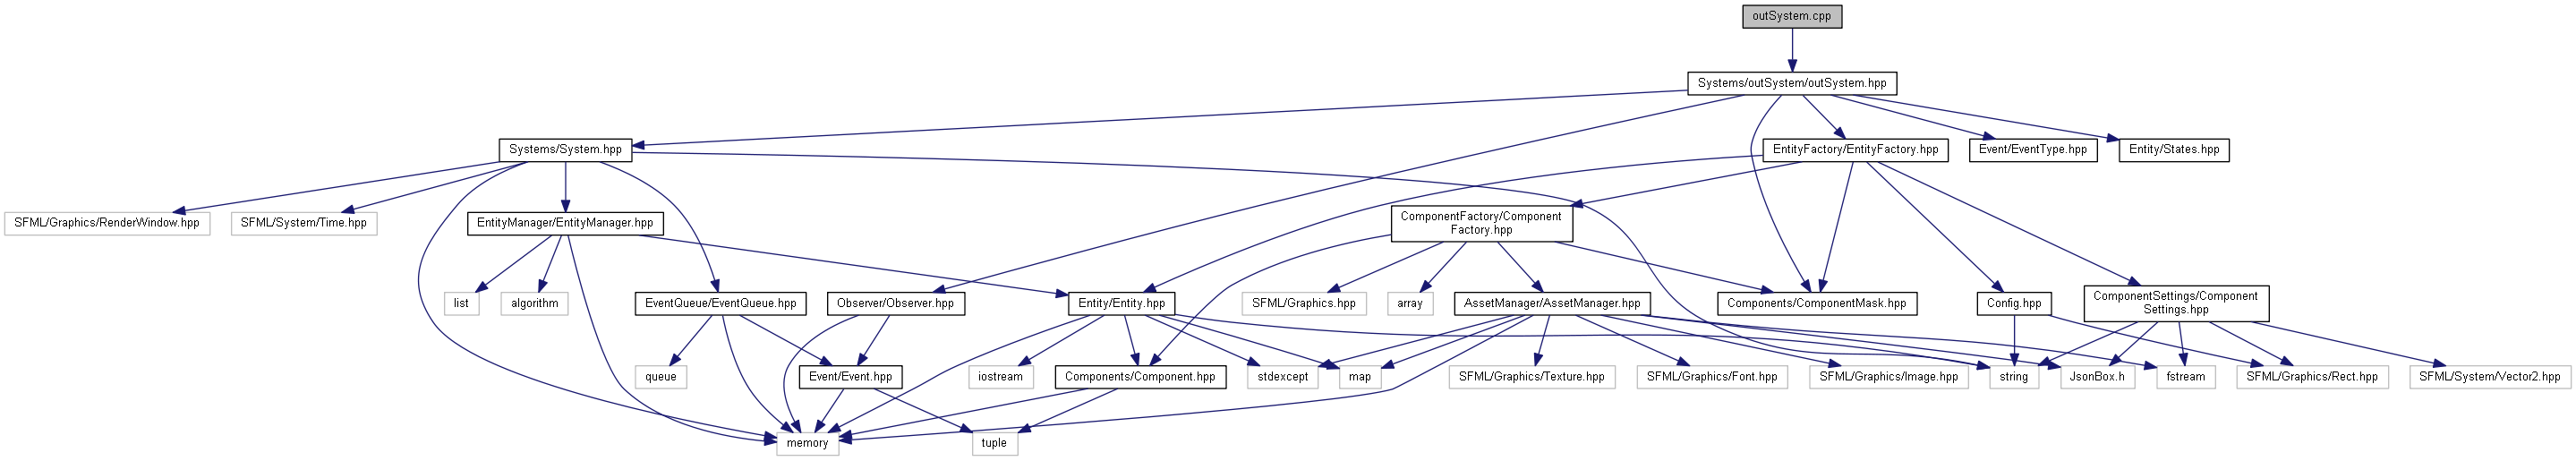 outSystem.cpp
Systems/outSystem/outSystem.hpp
Systems/System.hpp
EntityFactory/EntityFactory.hpp
Event/EventType.hpp
Entity/States.hpp
SFML/Graphics/RenderWindow.hpp
SFML/System/Time.hpp
EntityManager/EntityManager.hpp
ComponentFactory/Component
Factory.hpp
list
algorithm
EventQueue/EventQueue.hpp
Observer/Observer.hpp
Entity/Entity.hpp
SFML/Graphics.hpp
array
AssetManager/AssetManager.hpp
Components/ComponentMask.hpp
Config.hpp
ComponentSettings/Component
Settings.hpp
queue
Event/Event.hpp
iostream
Components/Component.hpp
stdexcept
map
SFML/Graphics/Texture.hpp
SFML/Graphics/Font.hpp
SFML/Graphics/Image.hpp
string
JsonBox.h
fstream
SFML/Graphics/Rect.hpp
SFML/System/Vector2.hpp
memory
tuple